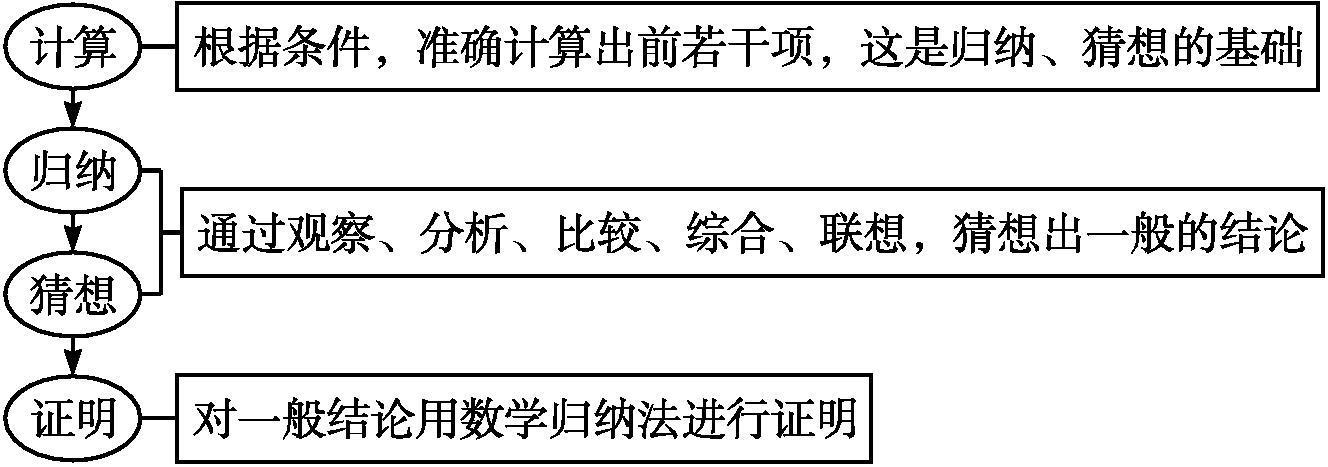 计算
根据条件，准确计算出前若干项，这是归纳、猜想的基础
归纳
通过观察、分析、比较、综合、联想，猜想出一般的结论
猜想
证明
对一般结论用数学归纳法进行证明